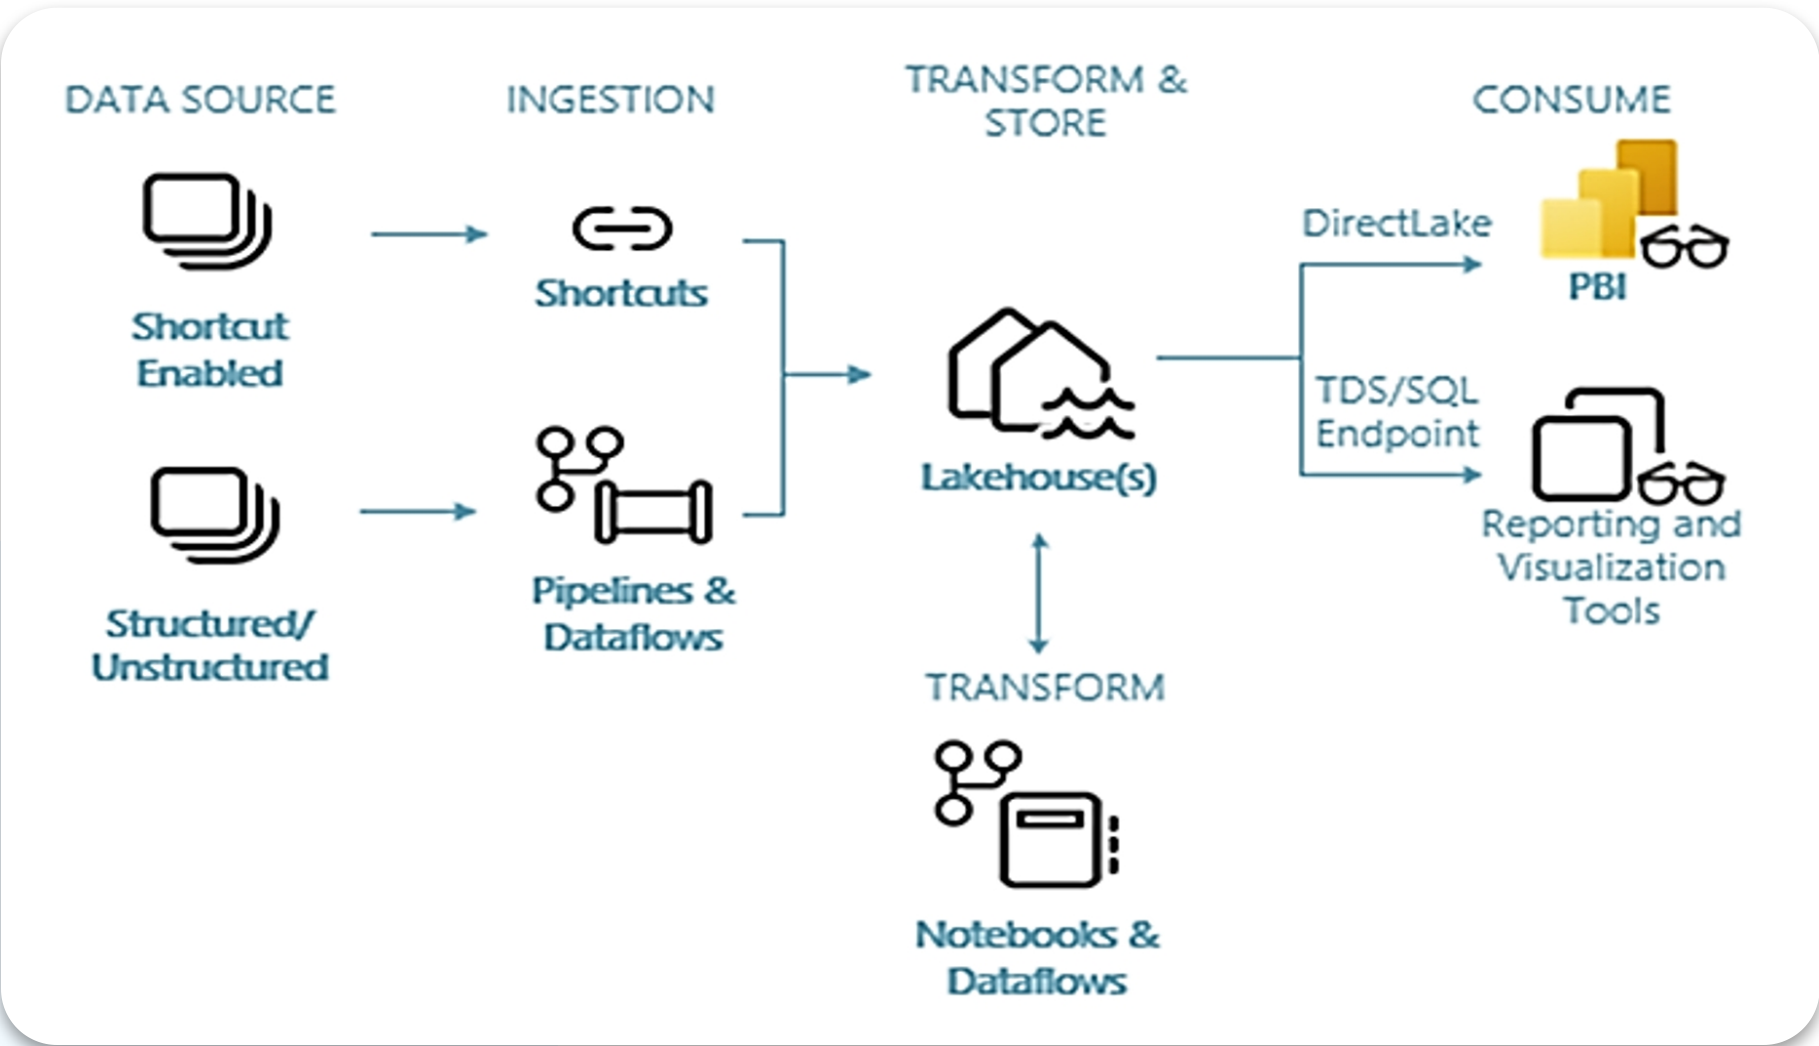 DATA SOURCE
INGESTION
TRANSFORM &
STORE
CONSUME
Shortcut
Enabled
Shortcuts
DirectLake
PBI
Structured/
Unstructured
Pipelines &
Dataflows
Lakehouse(s)
TDS/SQL
Endpoint
Reporting and
Visualization
Tools
TRANSFORM
Notebooks &
Dataflows